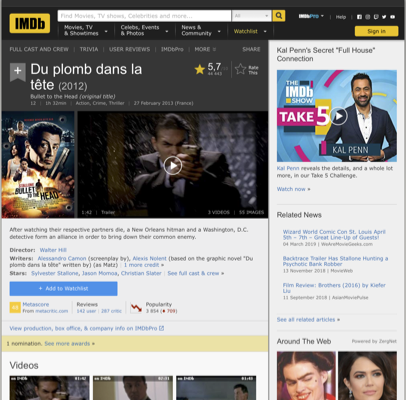 IMDb
Find Movies, TV shows, Celebrities and more...
All
IMDbPro
Help
Movies, TV & Showtimes
Celebs, Events & Photos
News & Community
Watchlist
Sign in
FULL CAST AND CREW | TRIVIA | USER REVIEWS | IMDbPro | MORE
SHARE
Du plomb dans la tête (2012)
Bullet to the Head (original title)
12 | 1h 32min | Action, Crime, Thriller | 27 February 2013 (France)
5,7
Rate This
STALLONE
BULLET TO THE HEAD
1:42 | Trailer
3 VIDEOS | 55 IMAGES
After watching their respective partners die, a New Orleans hitman and a Washington, D.C. detective form an alliance in order to bring down their common enemy.
Director: Walter Hill
Writers: Alessandro Camon (screenplay by), Alexis Nolent (based on the graphic novel "Du plomb dans la tête" written by) (as Matz) | 1 more credit »
Stars: Sylvester Stallone, Jason Momoa, Christian Slater | See full cast & crew »
+ Add to Watchlist
Metascore
From metacritic.com
Reviews
142 user | 287 critic
Popularity
3 854 ( 709)
View production, box office, & company info on IMDbPro
1 nomination. See more awards »
Videos
Kal Penn's Secret "Full House" Connection
THE IMDb SHOW
TAKE 5
KAL PENN
Kal Penn reveals the details, and a whole lot more, in our Take 5 Challenge.
Watch now »
Related News
Wizard World Comic Con St. Louis April 5th – 7th – Great Line-Up of Guests!
04 March 2019 | WeAreMovieGeeks.com
Backtrace Trailer Has Stallone Hunting a Psychotic Bank Robber
13 November 2018 | MovieWeb
Film Review: Brothers (2016) by Kiefer Liu
11 September 2018 | AsianMoviePulse
See all related articles »
Around The Web
Powered by ZergNet